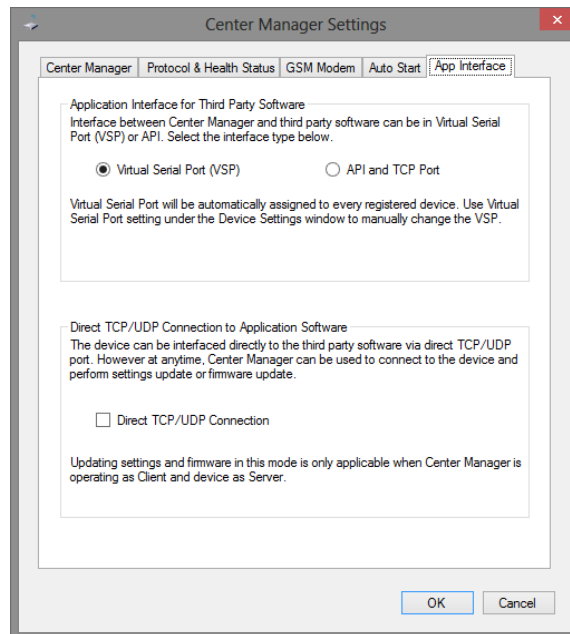 Center Manager Settings
Center Manager
Protocol & Health Status
GSM Modem
Auto Start
App Interface
Application Interface for Third Party Software
Interface between Center Manager and third party software can be in Virtual Serial
Port (VSP) or API. Select the interface type below.
Virtual Serial Port (VSP)
API and TCP Port
Virtual Serial Port will be automatically assigned to every registered device. Use Virtual
Serial Port setting under the Device Settings window to manually change the VSP.
Direct TCP/UDP Connection to Application Software
The device can be interfaced directly to the third party software via direct TCP/UDP
port. However at anytime, Center Manager can be used to connect to the device and
perform settings update or firmware update.
Direct TCP/UDP Connection
Updating settings and firmware in this mode is only applicable when Center Manager is
operating as Client and device as Server.
OK
Cancel